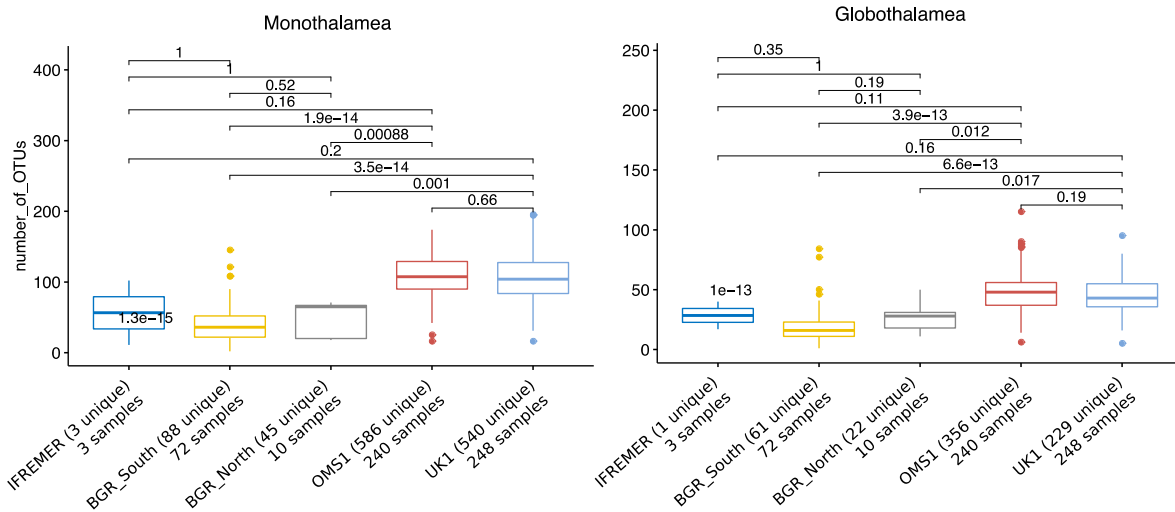 Monothalamea
number_of_OTUs
400
300
200
100
0
1
1
0.52
0.16
1.9e-14
0.00088
0.2
3.5e-14
0.001
0.66
1.3e-15
IFREMER (3 unique)
3 samples
BGR_South (88 unique)
72 samples
BGR_North (45 unique)
10 samples
OMS1 (586 unique)
240 samples
UK1 (540 unique)
248 samples
Globothalamea
250
200
150
100
50
0
0.35
1
0.19
0.11
3.9e-13
0.012
0.16
6.6e-13
0.017
0.19
1e-13
IFREMER (1 unique)
3 samples
BGR_South (61 unique)
72 samples
BGR_North (22 unique)
10 samples
OMS1 (356 unique)
240 samples
UK1 (229 unique)
248 samples